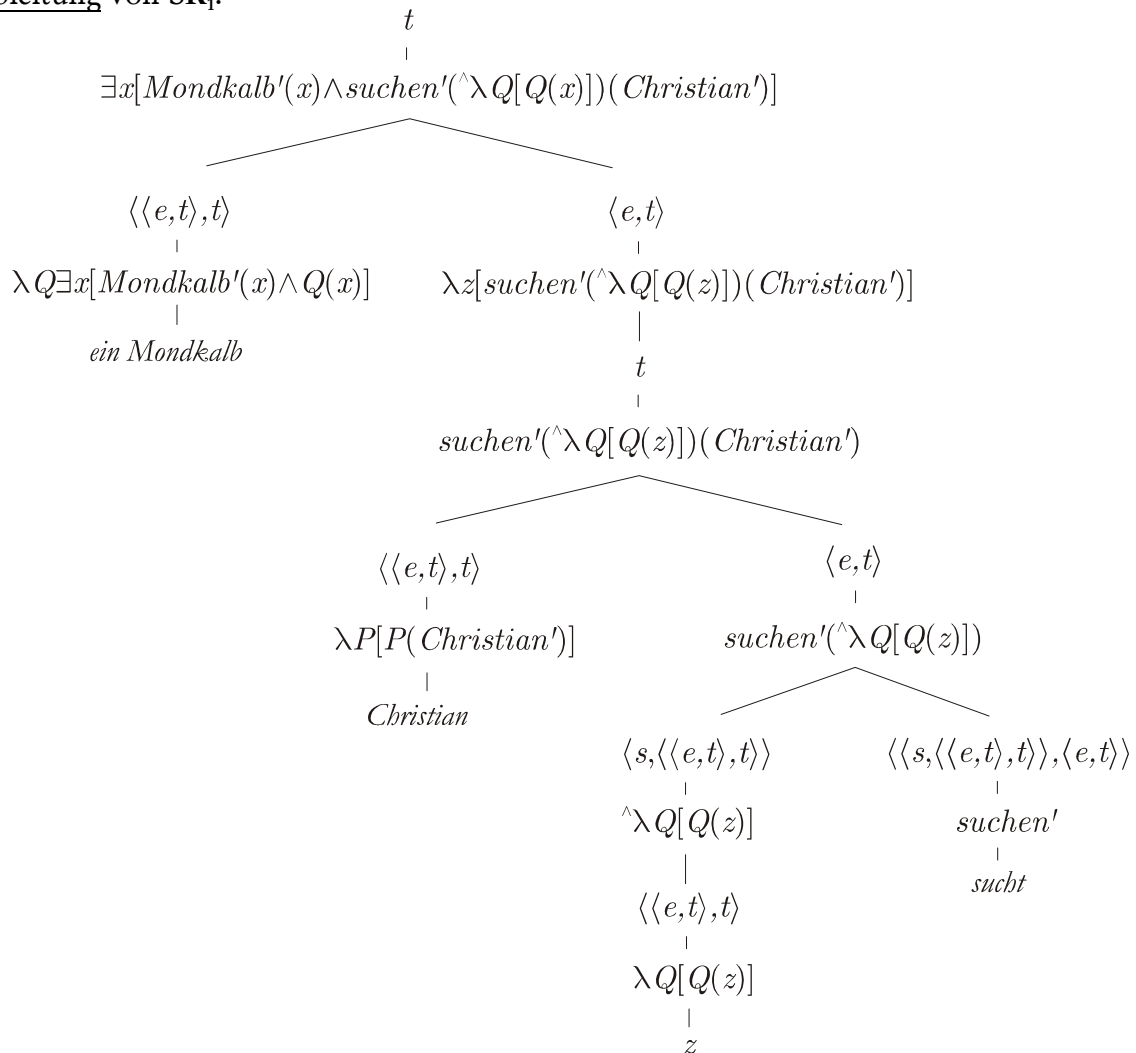 von
t
∃x[Mondkalb′(x)∧suchen′(^λQ[Q(x)])(Christian′)]
⟨⟨e,t⟩,t⟩ ⟨e,t⟩
λQ∃x[Mondkalb′(x)∧Q(x)] λz[suchen′(^λQ[Q(z)])(Christian′)]
ein Mondkalb
t
suchen′(^λQ[Q(z)])(Christian′)
⟨⟨e,t⟩,t⟩ ⟨e,t⟩
λP[P(Christian′)] suchen′(^λQ[Q(z)])
Christian
⟨s,⟨⟨e,t⟩,t⟩⟩ ⟨⟨s,⟨⟨e,t⟩,t⟩⟩,⟨e,t⟩⟩
^λQ[Q(z)] suchen′
sucht
⟨⟨e,t⟩,t⟩
λQ[Q(z)]
z